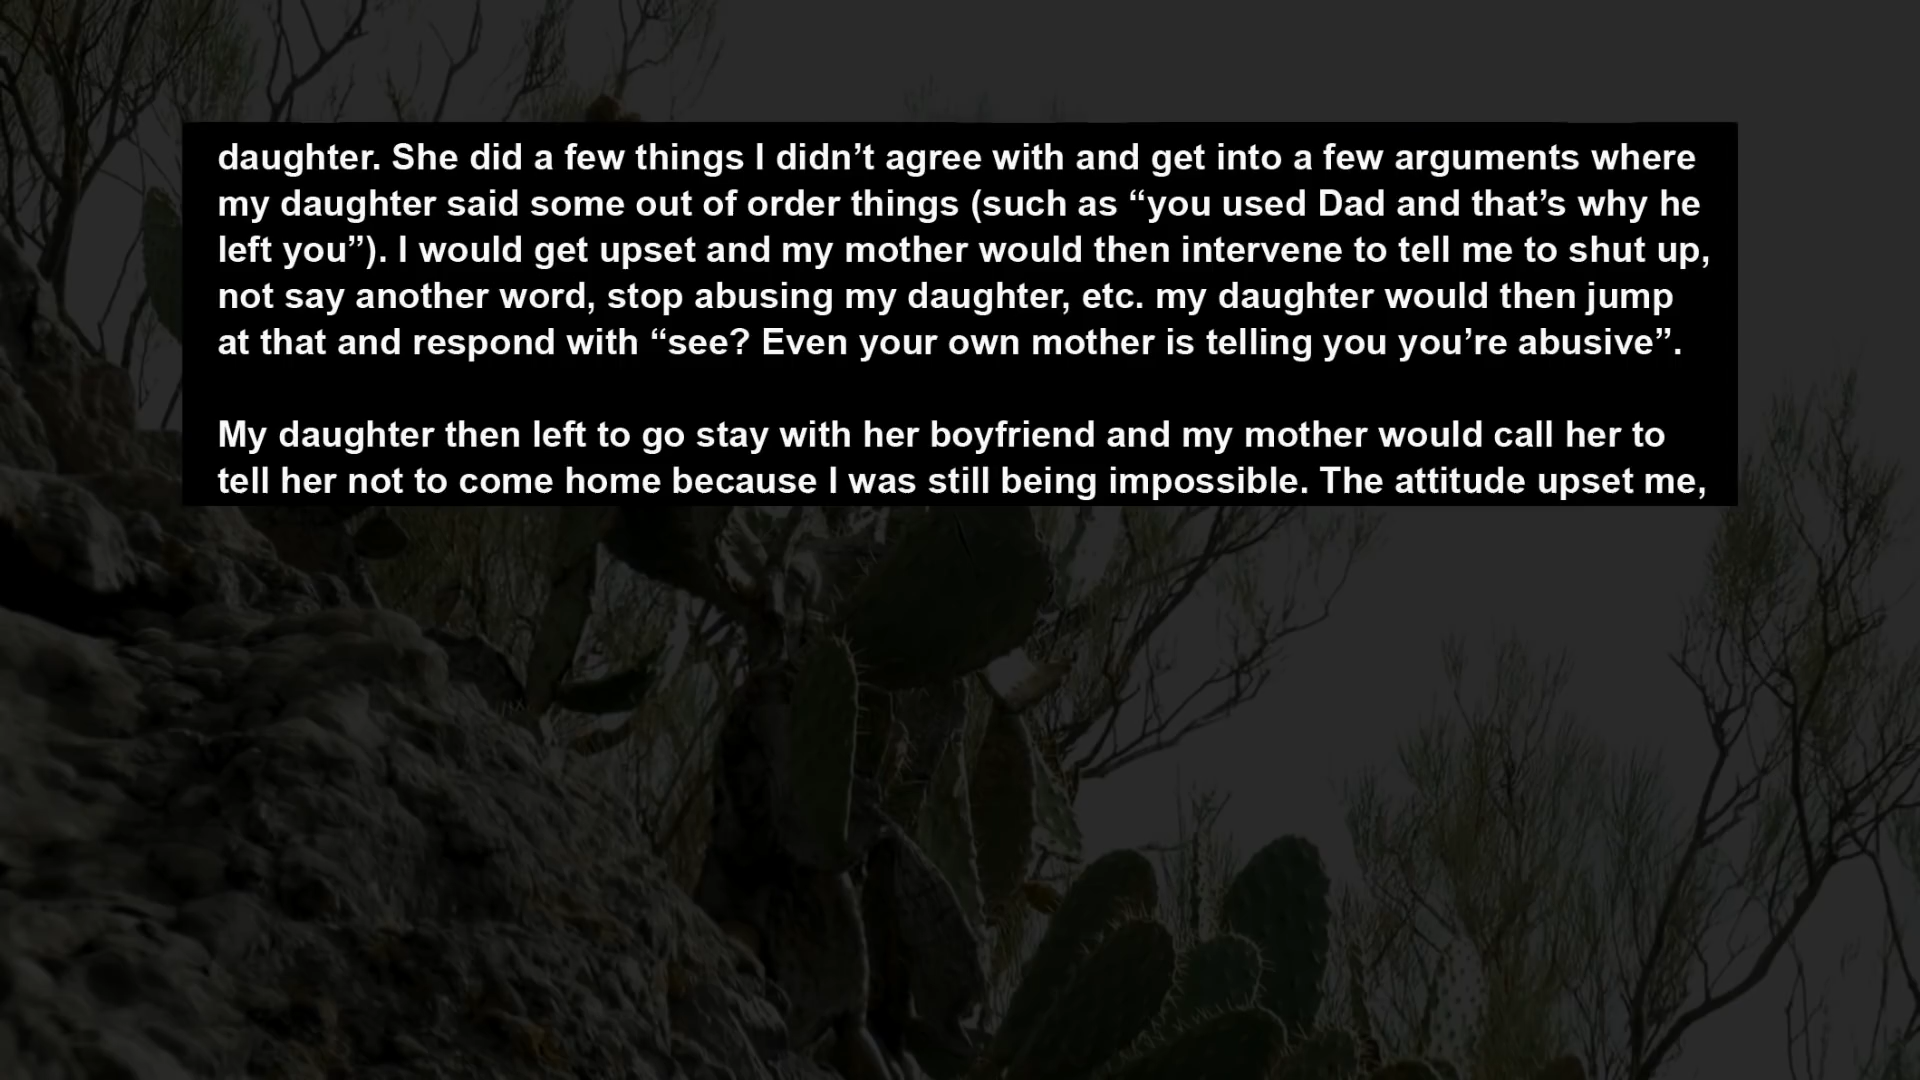 daughter. She did a few things I didn’t agree with and get into a few arguments where
my daughter said some out of order things (such as “you used Dad and that’s why he
left you”). I would get upset and my mother would then intervene to tell me to shut up,
not say another word, stop abusing my daughter, etc. my daughter would then jump
at that and respond with “see? Even your own mother is telling you you’re abusive”.
My daughter then left to go stay with her boyfriend and my mother would call her to
tell her not to come home because I was still being impossible. The attitude upset me,